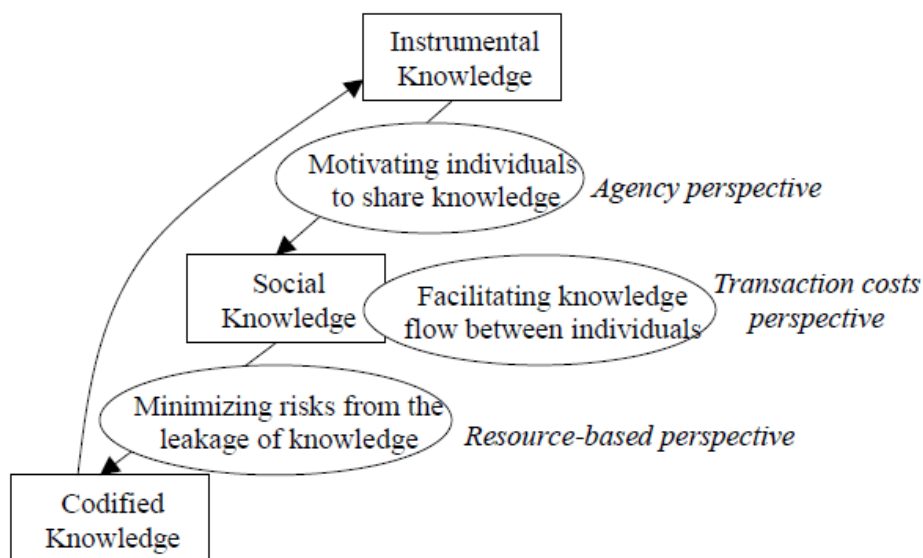 Instrumental
Knowledge
Motivating individuals
to share knowledge
Agency perspective
Social
Knowledge
Facilitating knowledge
flow between individuals
Transaction costs
perspective
Minimizing risks from the
leakage of knowledge
Resource-based perspective
Codified
Knowledge